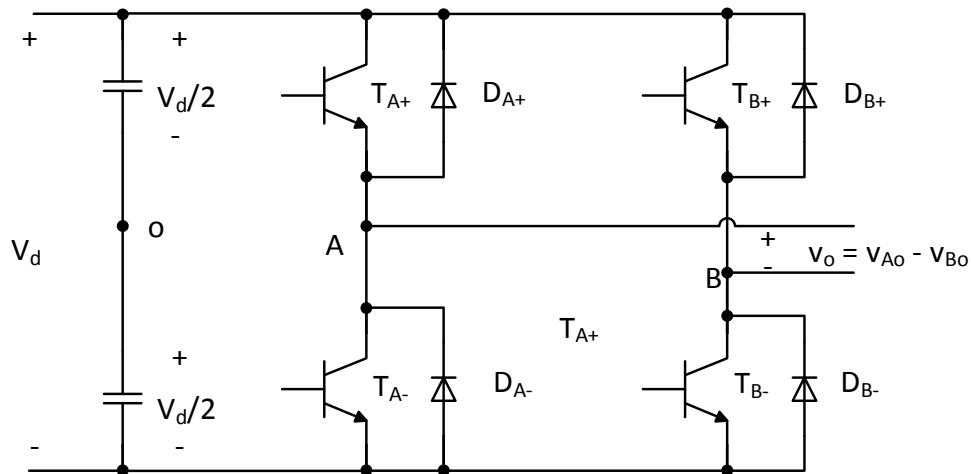 + +
V_d/2
-
T_A+ D_A+ T_B+ D_B+
o
V_d
A
+
-
v_o = v_Ao - v_Bo
B
T_A+
+
V_d/2
T_A- D_A- T_B- D_B-
- -